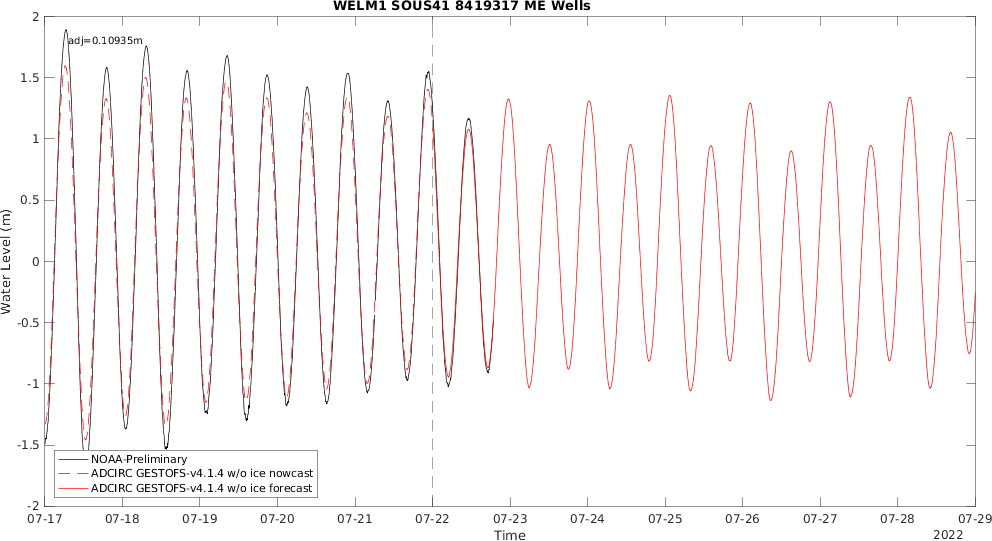 WELM1 SOUS41 8419317 ME Wells
adj=0.10935m
2
1.5
1
0.5
0
-0.5
-1
-1.5
-2
Water Level (m)
NOAA-Preliminary
ADCIRC GESTOFS-v4.1.4 w/o ice nowcast
ADCIRC GESTOFS-v4.1.4 w/o ice forecast
07-17 07-18 07-19 07-20 07-21 07-22 07-23 07-24 07-25 07-26 07-27 07-28 07-29
Time
2022